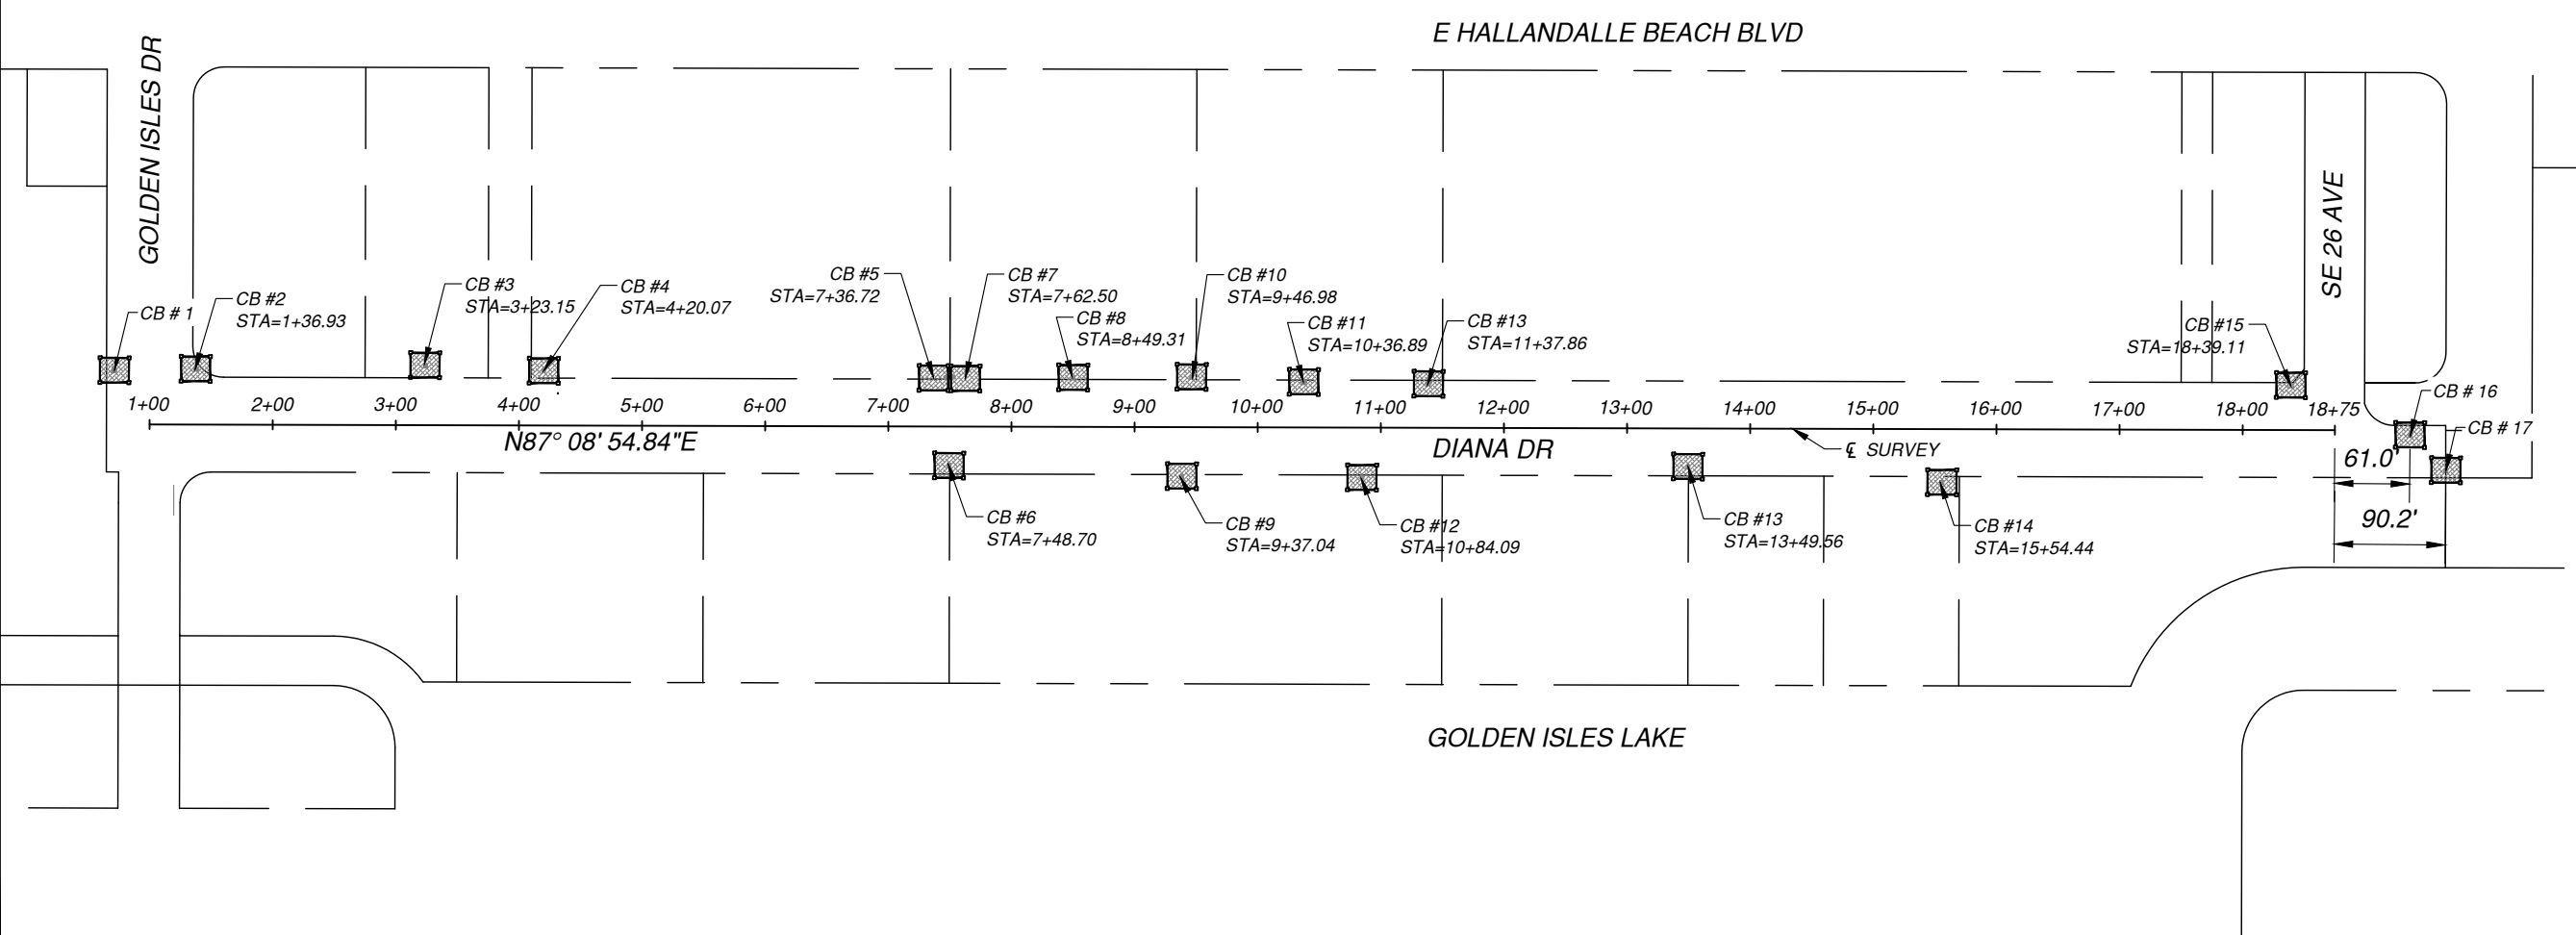 E HALLANDALLE BEACH BLVD
GOLDEN ISLES DR
SE 26 AVE
CB # 1
CB #2
STA=1+36.93
CB #3
STA=3+23.15
CB #4
STA=4+20.07
CB #5
STA=7+36.72
CB #7
STA=7+62.50
CB #8
STA=8+49.31
CB #10
STA=9+46.98
CB #11
STA=10+36.89
CB #13
STA=11+37.86
CB #15
STA=18+39.11
CB # 16
CB # 17
1+00 2+00 3+00 4+00 5+00 6+00 7+00 8+00 9+00 10+00 11+00 12+00 13+00 14+00 15+00 16+00 17+00 18+00 18+75
N87° 08' 54.84"E
DIANA DR
℄ SURVEY
61.0'
90.2'
CB #6
STA=7+48.70
CB #9
STA=9+37.04
CB #12
STA=10+84.09
CB #13
STA=13+49.56
CB #14
STA=15+54.44
GOLDEN ISLES LAKE